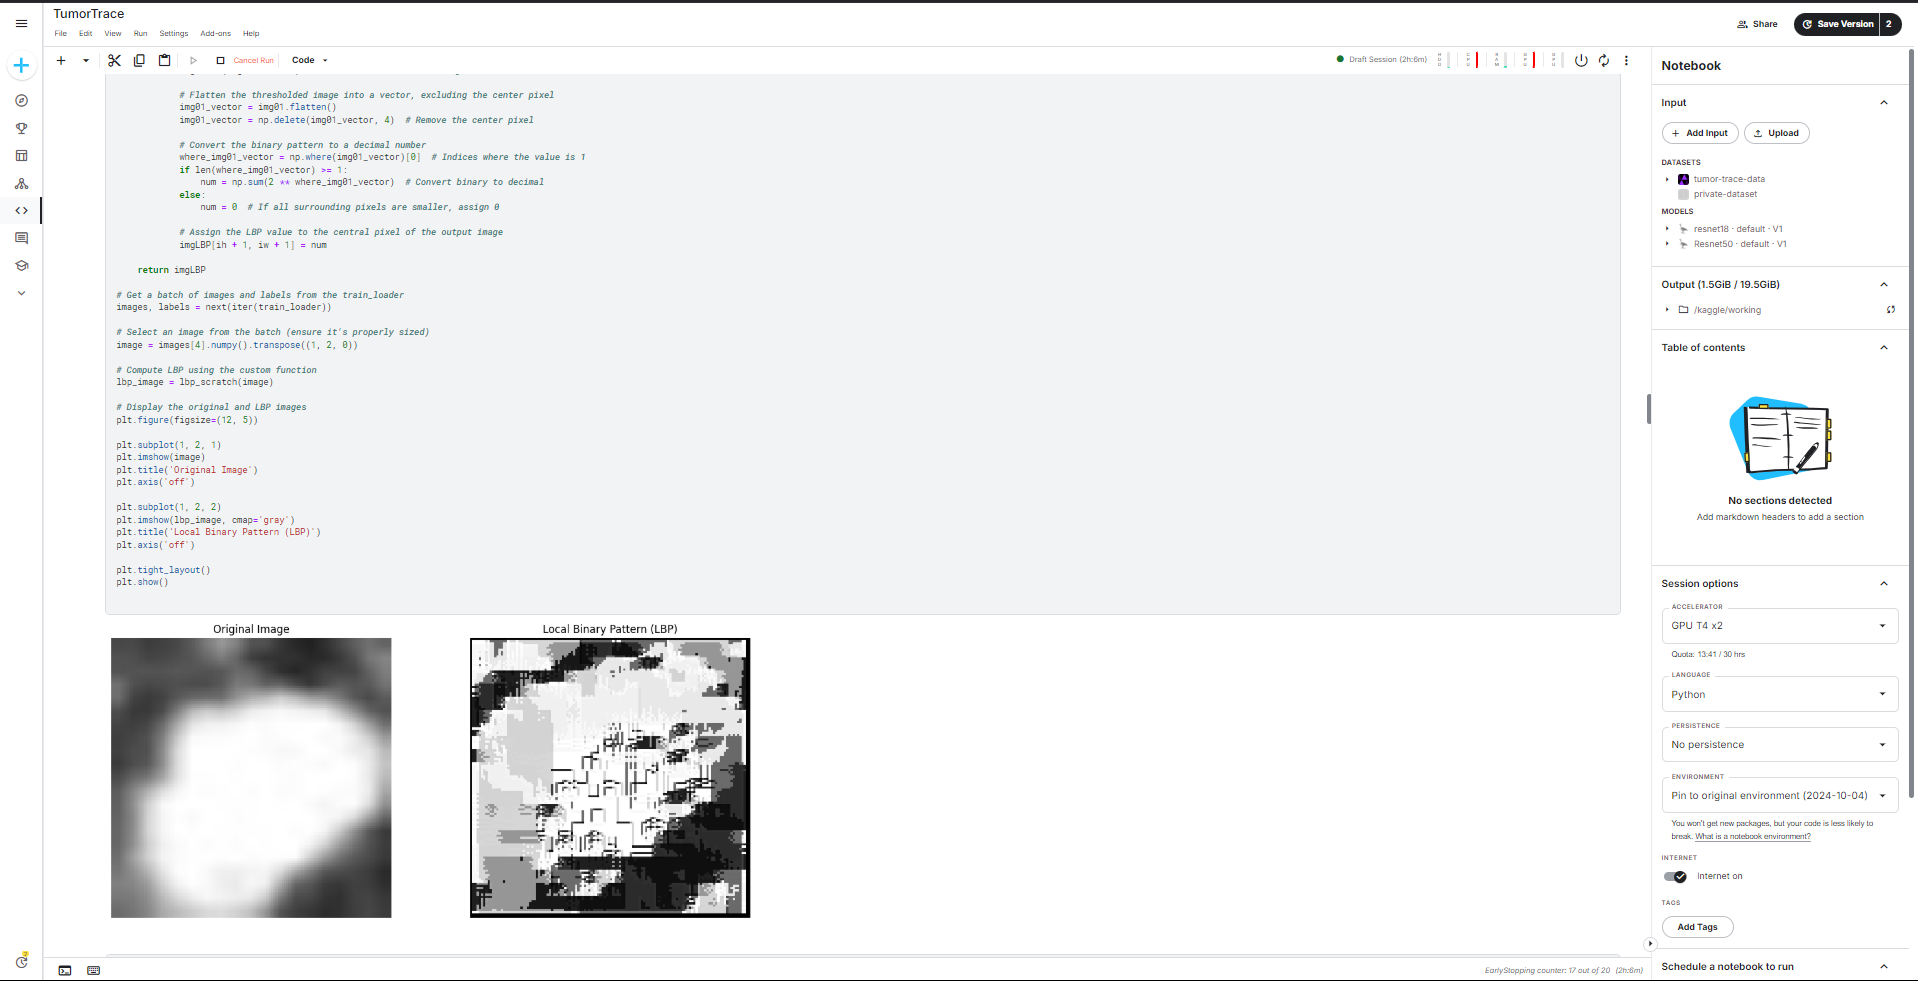 TumorTrace
File Edit View Run Settings Add-ons Help
Share
Save Version 2
Cancel Run
Code
Draft Session (2h:6m)
# Flatten the thresholded image into a vector, excluding the center pixel
img01_vector = img01.flatten()
img01_vector = np.delete(img01_vector, 4)  # Remove the center pixel
# Convert the binary pattern to a decimal number
where_img01_vector = np.where(img01_vector)[0]  # Indices where the value is 1
if len(where_img01_vector) >= 1:
num = np.sum(2 ** where_img01_vector)  # Convert binary to decimal
else:
num = 0  # If all surrounding pixels are smaller, assign 0
# Assign the LBP value to the central pixel of the output image
imgLBP[ih + 1, iw + 1] = num
return imgLBP
# Get a batch of images and labels from the train_loader
images, labels = next(iter(train_loader))
# Select an image from the batch (ensure it's properly sized)
image = images[4].numpy().transpose((1, 2, 0))
# Compute LBP using the custom function
lbp_image = lbp_scratch(image)
# Display the original and LBP images
plt.figure(figsize=(12, 5))
plt.subplot(1, 2, 1)
plt.imshow(image)
plt.title('Original Image')
plt.axis('off')
plt.subplot(1, 2, 2)
plt.imshow(lbp_image, cmap='gray')
plt.title('Local Binary Pattern (LBP)')
plt.axis('off')
plt.tight_layout()
plt.show()
Original Image
Local Binary Pattern (LBP)
EarlyStopping counter: 17 out of 20 (2h:6m)
Notebook
Input
Add Input
Upload
DATASETS
tumor-trace-data
private-dataset
MODELS
resnet18 · default · V1
Resnet50 · default · V1
Output (1.5GiB / 19.5GiB)
/kaggle/working
Table of contents
No sections detected
Add markdown headers to add a section
Session options
ACCELERATOR
GPU T4 x2
Quota: 13:41 / 30 hrs
LANGUAGE
Python
PERSISTENCE
No persistence
ENVIRONMENT
Pin to original environment (2024-10-04)
You won't get new packages, but your code is less likely to
break. What is a notebook environment?
INTERNET
Internet on
TAGS
Add Tags
Schedule a notebook to run